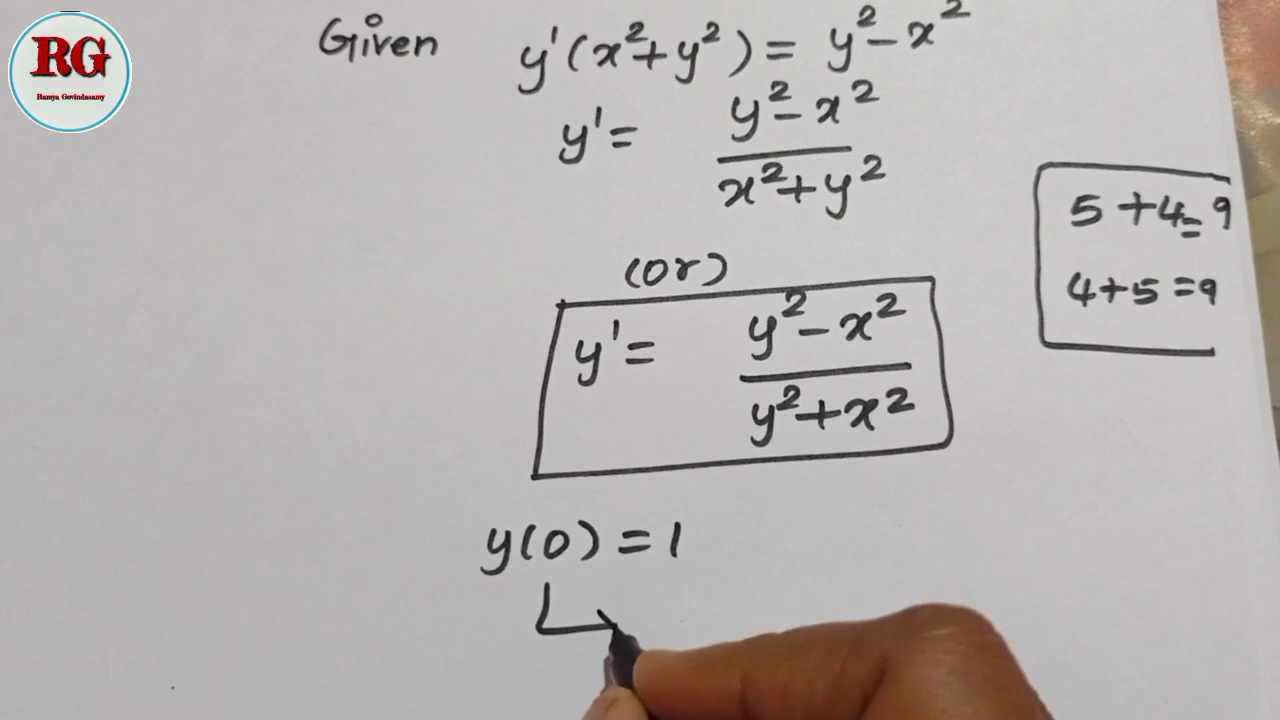 RG
Ramya Govindasamy
Given y'(x²+y²) = y²-x²
y' = y²-x² / x²+y²
5+4=9
4+5=9
(or)
y' = y²-x² / y²+x²
y(0) = 1